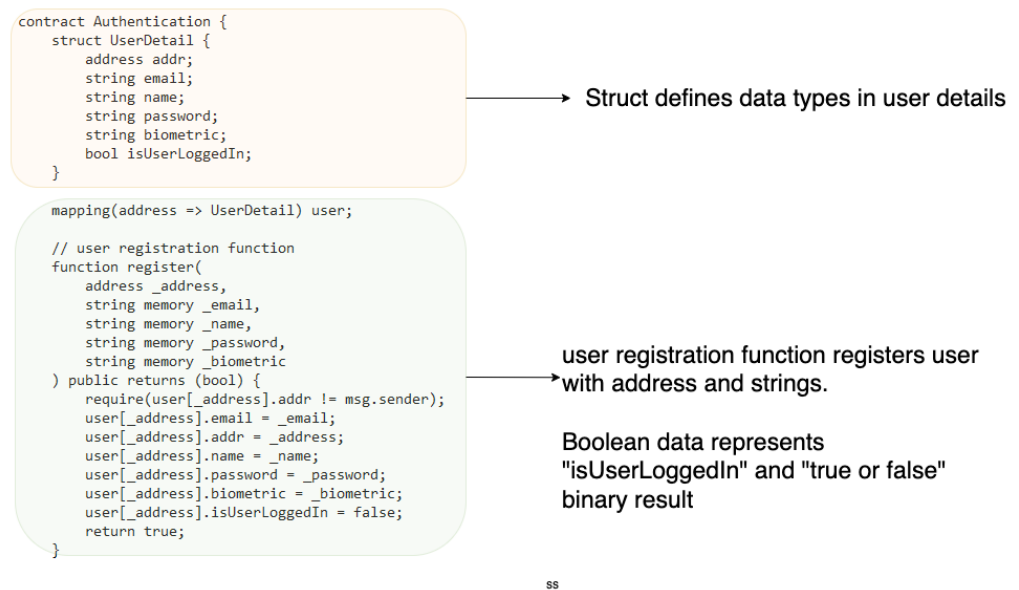 contract Authentication {
    struct UserDetail {
        address addr;
        string email;
        string name;
        string password;
        string biometric;
        bool isUserLoggedIn;
    }
Struct defines data types in user details
    mapping(address => UserDetail) user;

    // user registration function
    function register(
        address _address,
        string memory _email,
        string memory _name,
        string memory _password,
        string memory _biometric
    ) public returns (bool) {
        require(user[_address].addr != msg.sender);
        user[_address].email = _email;
        user[_address].addr = _address;
        user[_address].name = _name;
        user[_address].password = _password;
        user[_address].biometric = _biometric;
        user[_address].isUserLoggedIn = false;
        return true;
    }
user registration function registers user
with address and strings.
Boolean data represents
"isUserLoggedIn" and "true or false"
binary result
ss